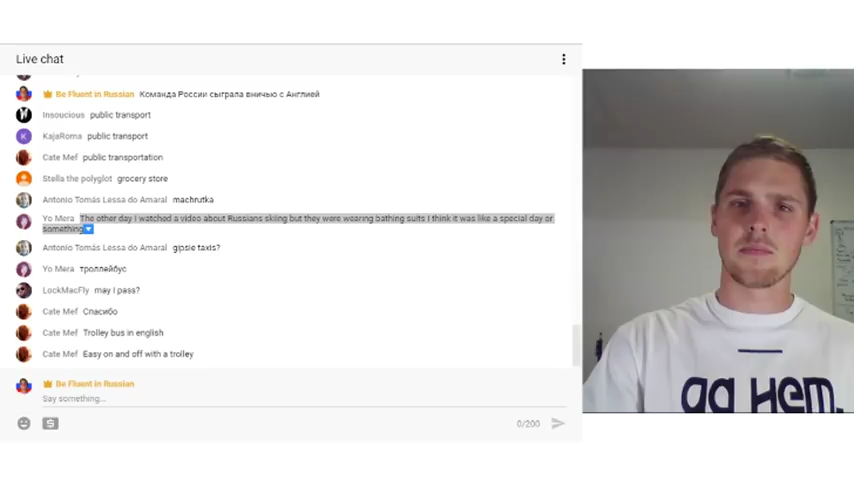 Live chat
Be Fluent in Russian Команда России сыграла вничью с Англией
Insoucious public transport
K KajaRoma public transport
Cate Mef public transportation
Stella the polyglot grocery store
Antonio Tomás Lessa do Amaral machrutka
Yo Mera The other day I watched a video about Russians skiing but they were wearing bathing suits I think it was like a special day or
something
Antonio Tomás Lessa do Amaral gipsie taxis?
Yo Mera троллейбус
LockMacFly may I pass?
Cate Mef Спасибо
Cate Mef Trolley bus in english
Cate Mef Easy on and off with a trolley
Be Fluent in Russian
Say something...
0/200
да нет,